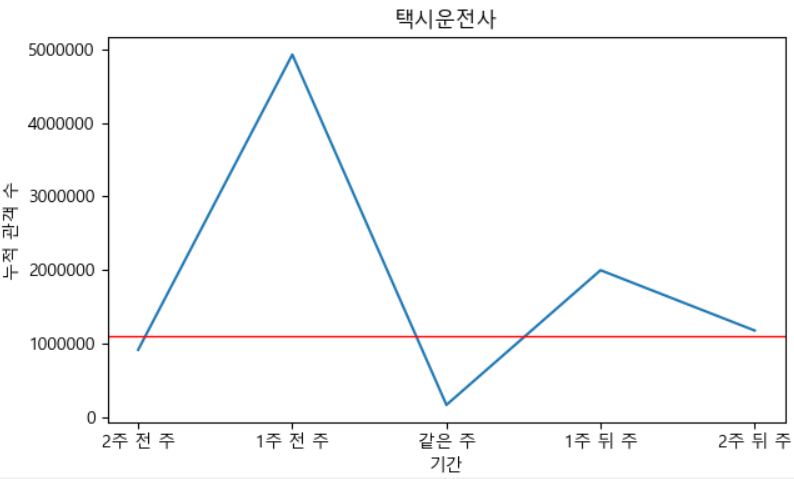 택시운전사
누적 관객 수
5000000
4000000
3000000
2000000
1000000
0
2주 전 주
1주 전 주
같은 주
1주 뒤 주
2주 뒤 주
기간